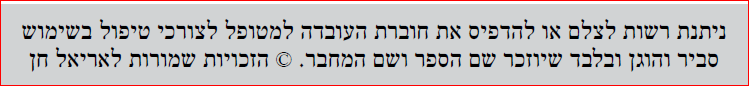 ניתנת רשות לצלם או להדפיס את חוברת העובדה למטופל לצורכי טיפול בשימוש
סביר והוגן ובלבד שיוזכר שם הספר ושם המחבר. © הזכויות שמורות לאריאל חן